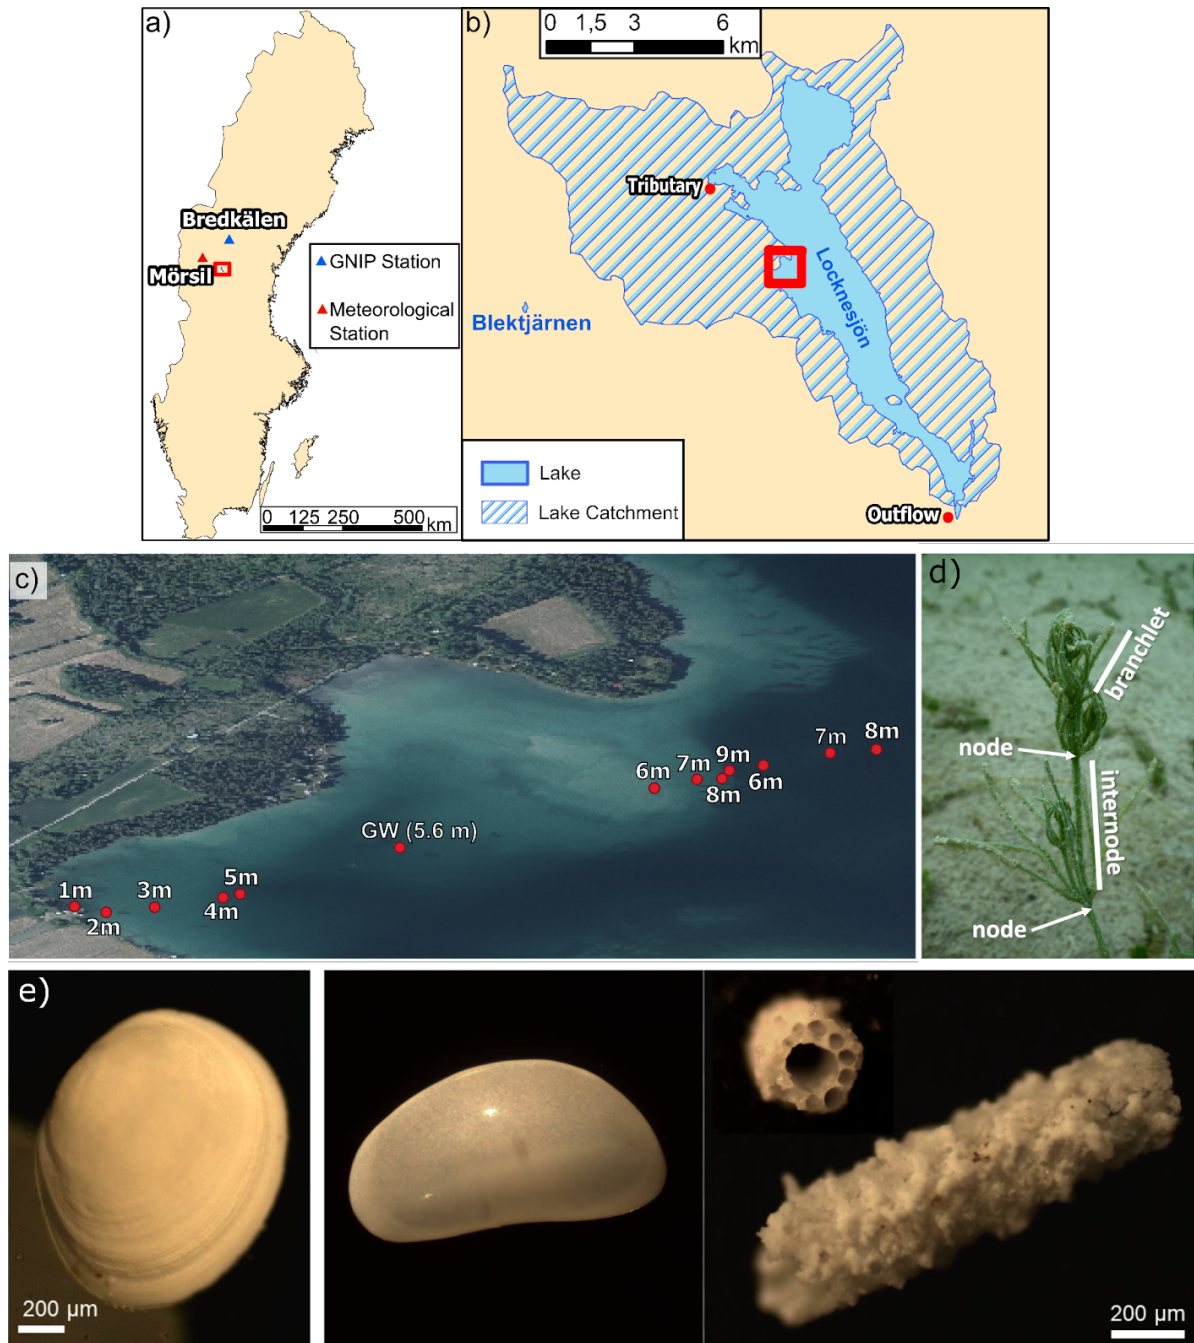 a)
Bredkälen
Mörsil
GNIP Station
Meteorological
Station
0 125 250 500 km
b)
0 1,5 3 6
km
Tributary
Locknesjön
Blektjärnen
Lake
Lake Catchment
Outflow
c)
1m
2m
3m
4m
5m
GW (5.6 m)
6m
7m
8m
9m
6m
7m
8m
d)
branchlet
node
internode
node
e)
200 µm
200 µm